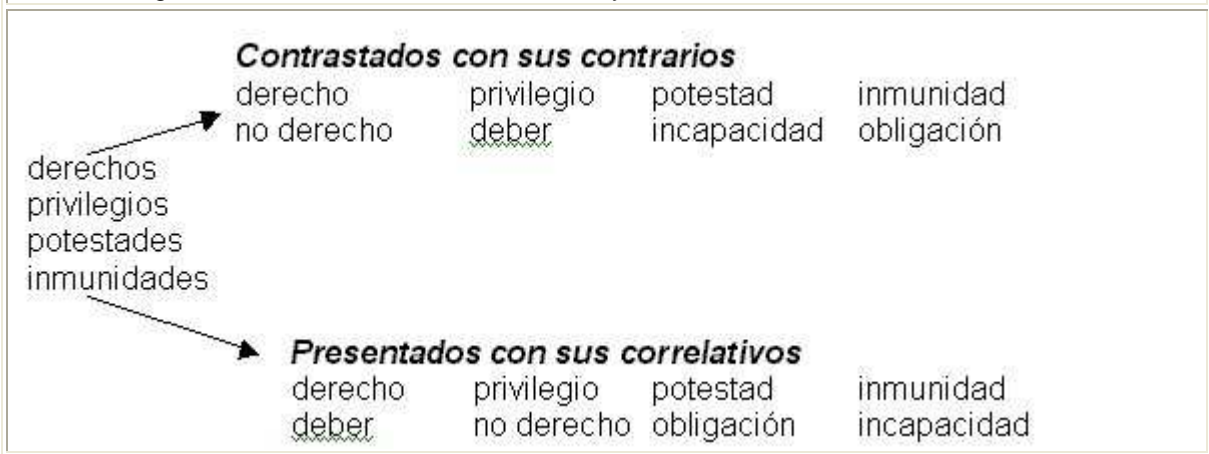 Contrastados con sus contrarios
derecho privilegio potestad inmunidad
no derecho deber incapacidad obligación
derechos
privilegios
potestades
inmunidades
Presentados con sus correlativos
derecho privilegio potestad inmunidad
deber no derecho obligación incapacidad